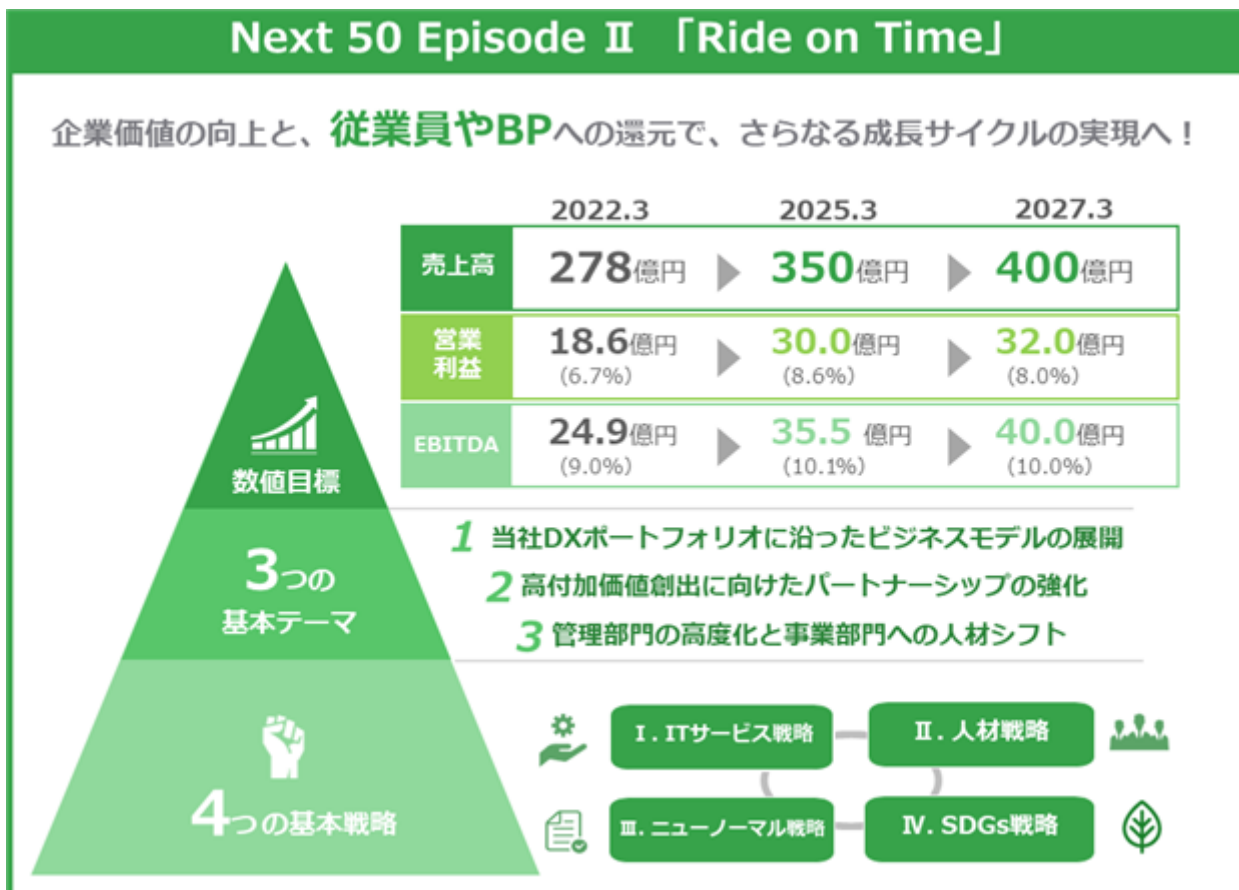 Next 50 Episode Ⅱ 「Ride on Time」
企業価値の向上と、従業員やBPへの還元で、さらなる成長サイクルの実現へ！
2022.3 2025.3 2027.3
売上高 278億円 350億円 400億円
営業
利益
18.6億円 30.0億円 32.0億円
(6.7%) (8.6%) (8.0%)
EBITDA
24.9億円 35.5 億円 40.0億円
(9.0%) (10.1%) (10.0%)
数値目標
3つの
基本テーマ
1 当社DXポートフォリオに沿ったビジネスモデルの展開
2 高付加価値創出に向けたパートナーシップの強化
3 管理部門の高度化と事業部門への人材シフト
4つの基本戦略
Ⅰ. ITサービス戦略
Ⅱ. 人材戦略
Ⅲ. ニューノーマル戦略
Ⅳ. SDGs戦略